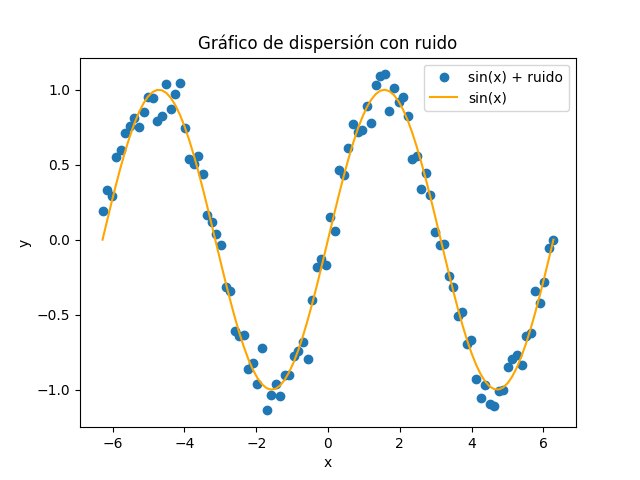 Gráfico de dispersión con ruido
sin(x) + ruido
sin(x)
1.0
0.5
0.0
−0.5
−1.0
y
−6 −4 −2 0 2 4 6
x